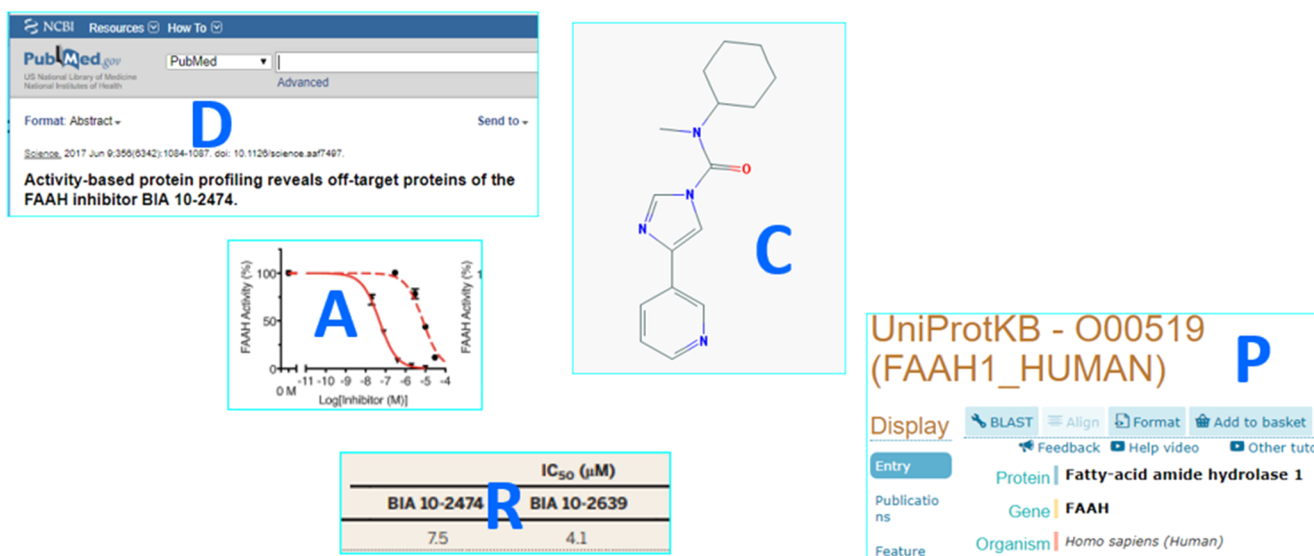 NCBI Resources How To
PubMed.gov
US National Library of Medicine
National Institutes of Health
PubMed
Advanced
Format: Abstract
Send to
D
Science. 2017 Jun 9;356(6342):1084-1087. doi: 10.1126/science.aaf7497.
Activity-based protein profiling reveals off-target proteins of the
FAAH inhibitor BIA 10-2474.
N
O
N
N
N
C
FAAH Activity (%)
100
50
0
A
0 M
-11 -10 -9 -8 -7 -6 -5 -4
Log[Inhibitor (M)]
FAAH Activity (%)
1
IC50 (μM)
BIA 10-2474 BIA 10-2639
R
7.5 4.1
UniProtKB - O00519
(FAAH1_HUMAN)
P
Display
BLAST Align Format Add to basket
Feedback Help video Other tuto
Entry
Publicatio
ns
Feature
Protein Fatty-acid amide hydrolase 1
Gene FAAH
Organism Homo sapiens (Human)